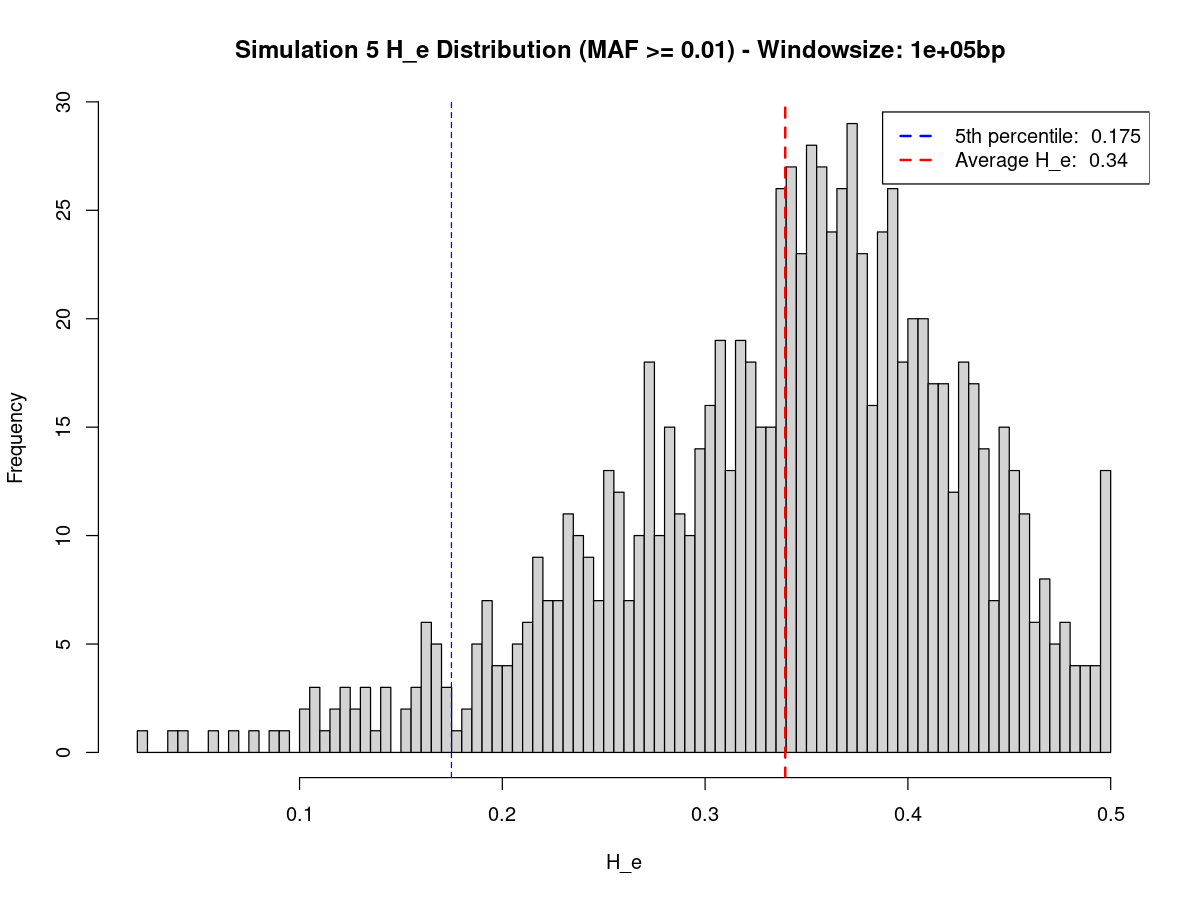 Simulation 5 H_e Distribution (MAF >= 0.01) - Windowsize: 1e+05bp
5th percentile:  0.175
Average H_e:  0.34
Frequency
30
25
20
15
10
5
0
0.1 0.2 0.3 0.4 0.5
H_e